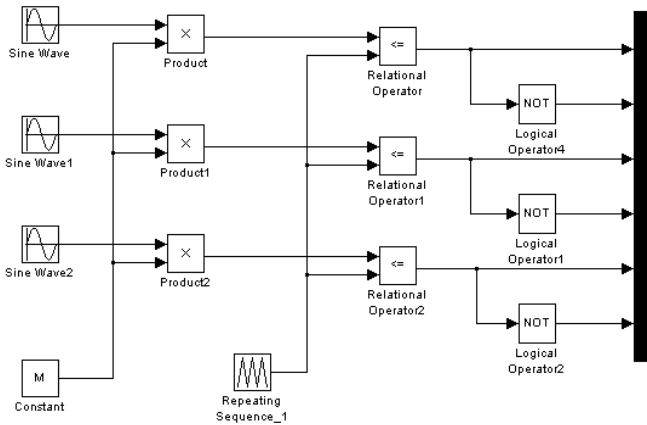 Sine Wave
×
Product
<=
Relational
Operator
NOT
Logical
Operator4
Sine Wave1
×
Product1
<=
Relational
Operator1
NOT
Logical
Operator1
Sine Wave2
×
Product2
<=
Relational
Operator2
NOT
Logical
Operator2
M
Constant
Repeating
Sequence_1